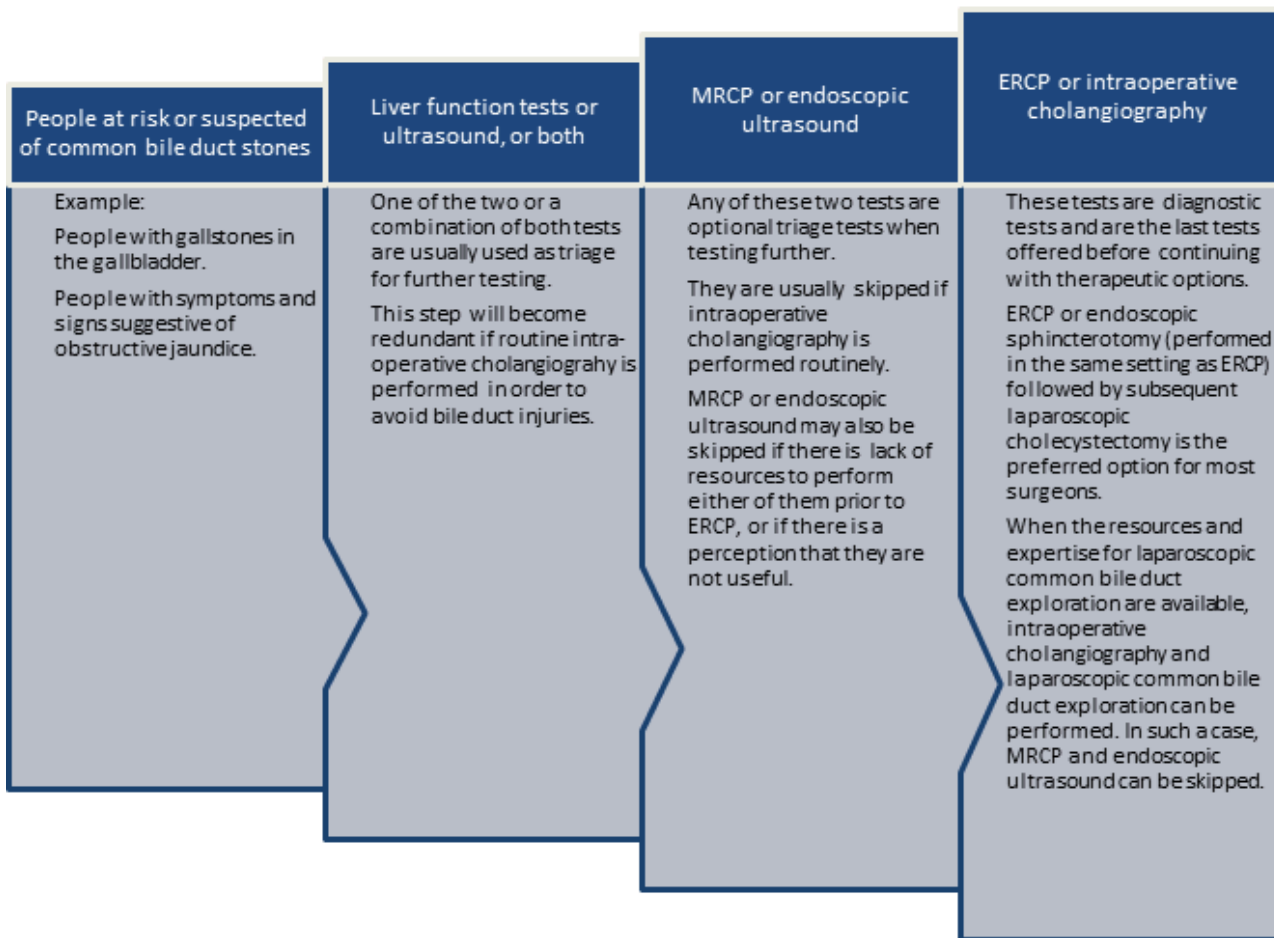 People at risk or suspected
of common bile duct stones
Example:
People with gallstones in
the gallbladder.
People with symptoms and
signs suggestive of
obstructive jaundice.
Liver function tests or
ultrasound, or both
One of the two or a
combination of both tests
are usually used as triage
for further testing.
This step will become
redundant if routine intra-
operative cholangiograhy is
performed in order to
avoid bile duct injuries.
MRCP or endoscopic
ultrasound
Any of these two tests are
optional triage tests when
testing further.
They are usually skipped if
intraoperative
cholangiography is
performed routinely.
MRCP or endoscopic
ultrasound may also be
skipped if there is lack of
resources to perform
either of them prior to
ERCP, or if there is a
perception that they are
not useful.
ERCP or intraoperative
cholangiography
These tests are diagnostic
tests and are the last tests
offered before continuing
with therapeutic options.
ERCP or endoscopic
sphincterotomy (performed
in the same setting as ERCP)
followed by subsequent
laparoscopic
cholecystectomy is the
preferred option for most
surgeons.
When the resources and
expertise for laparoscopic
common bile duct
exploration are available,
intraoperative
cholangiography and
laparoscopic common bile
duct exploration can be
performed. In such a case,
MRCP and endoscopic
ultrasound can be skipped.